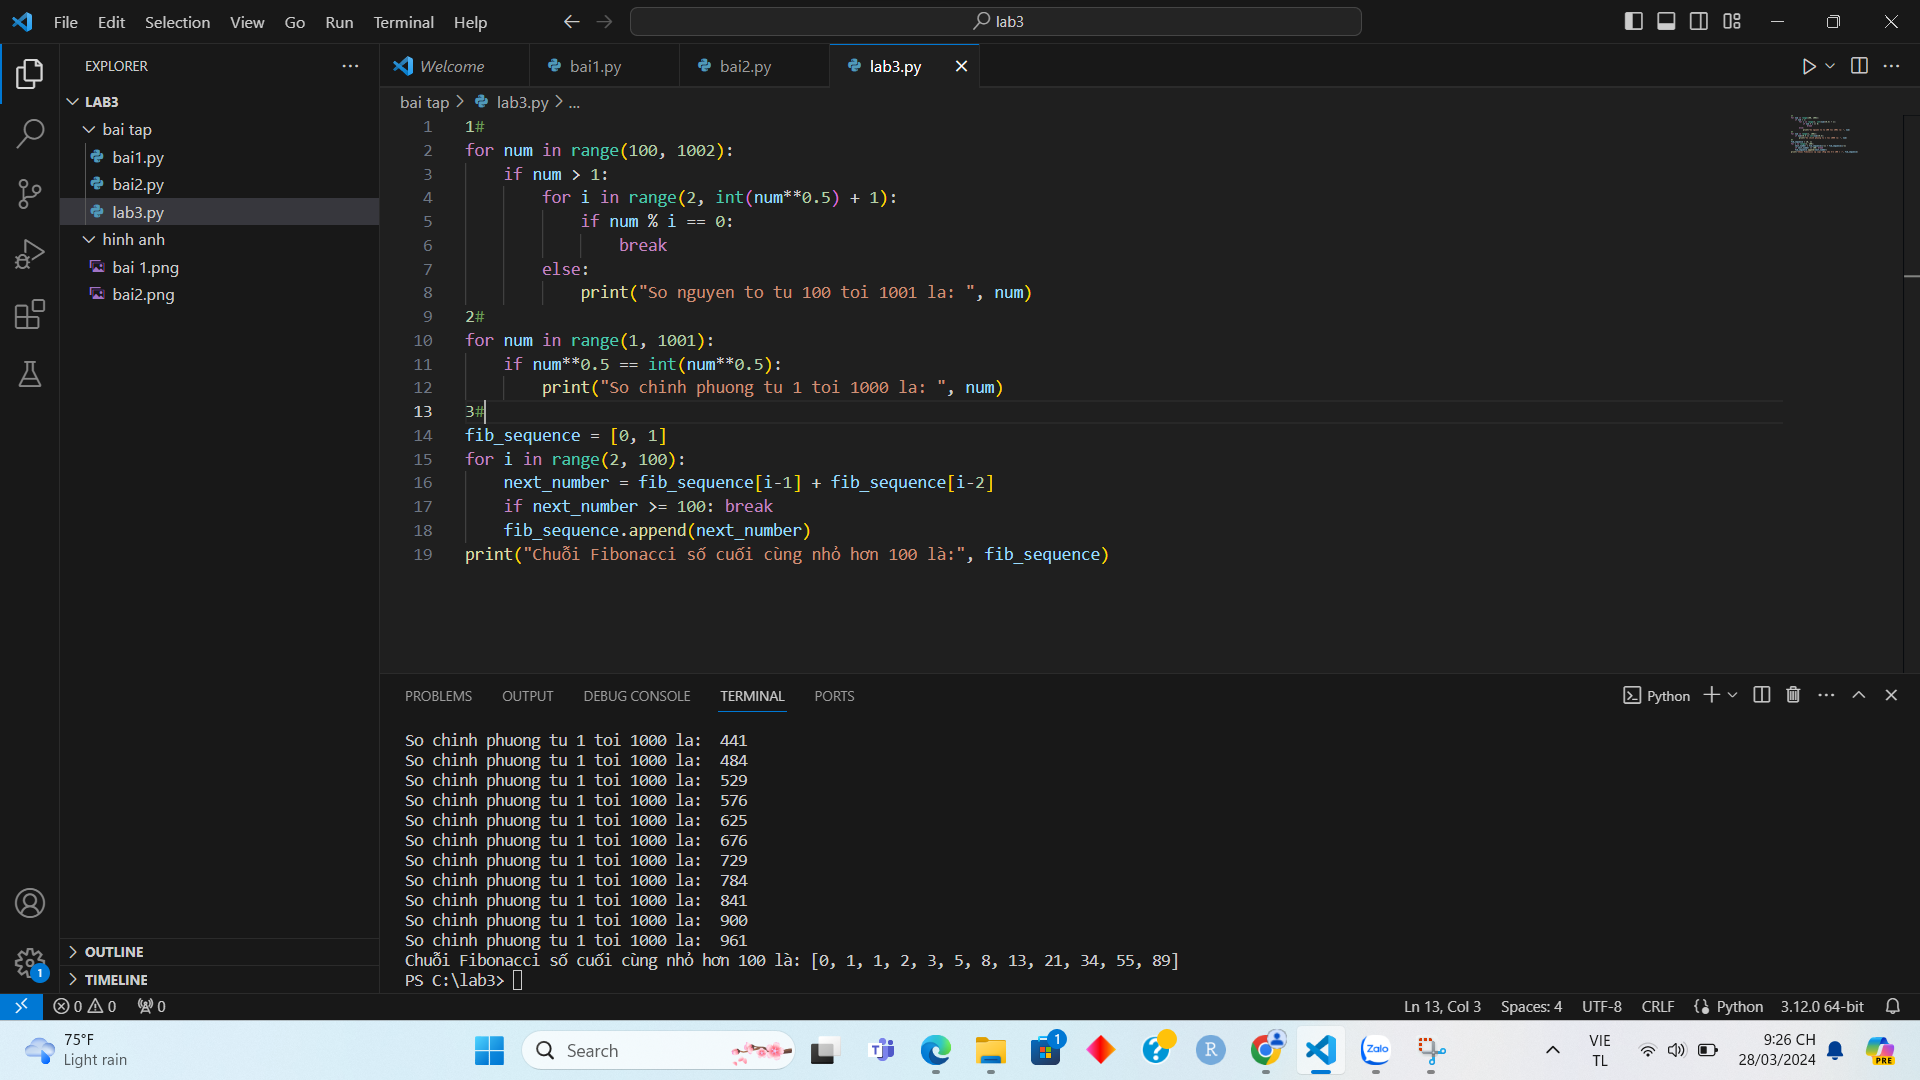 File Edit Selection View Go Run Terminal Help
lab3
EXPLORER
LAB3
bai tap
bai1.py
bai2.py
lab3.py
hinh anh
bai 1.png
bai2.png
OUTLINE
TIMELINE
Welcome bai1.py bai2.py lab3.py
bai tap > lab3.py > ...
1 1#
2 for num in range(100, 1002):
3 if num > 1:
4 for i in range(2, int(num**0.5) + 1):
5 if num % i == 0:
6 break
7 else:
8 print("So nguyen to tu 100 toi 1001 la: ", num)
9 2#
10 for num in range(1, 1001):
11 if num**0.5 == int(num**0.5):
12 print("So chinh phuong tu 1 toi 1000 la: ", num)
13 3#
14 fib_sequence = [0, 1]
15 for i in range(2, 100):
16 next_number = fib_sequence[i-1] + fib_sequence[i-2]
17 if next_number >= 100: break
18 fib_sequence.append(next_number)
19 print("Chuỗi Fibonacci số cuối cùng nhỏ hơn 100 là:", fib_sequence)
PROBLEMS OUTPUT DEBUG CONSOLE TERMINAL PORTS
Python
So chinh phuong tu 1 toi 1000 la:  441
So chinh phuong tu 1 toi 1000 la:  484
So chinh phuong tu 1 toi 1000 la:  529
So chinh phuong tu 1 toi 1000 la:  576
So chinh phuong tu 1 toi 1000 la:  625
So chinh phuong tu 1 toi 1000 la:  676
So chinh phuong tu 1 toi 1000 la:  729
So chinh phuong tu 1 toi 1000 la:  784
So chinh phuong tu 1 toi 1000 la:  841
So chinh phuong tu 1 toi 1000 la:  900
So chinh phuong tu 1 toi 1000 la:  961
Chuỗi Fibonacci số cuối cùng nhỏ hơn 100 là: [0, 1, 1, 2, 3, 5, 8, 13, 21, 34, 55, 89]
PS C:\lab3>
1
0 0 0
Ln 13, Col 3 Spaces: 4 UTF-8 CRLF Python 3.12.0 64-bit
75°F
Light rain
Search
1
R
Zalo
VIE
TL
9:26 CH
28/03/2024
PRE